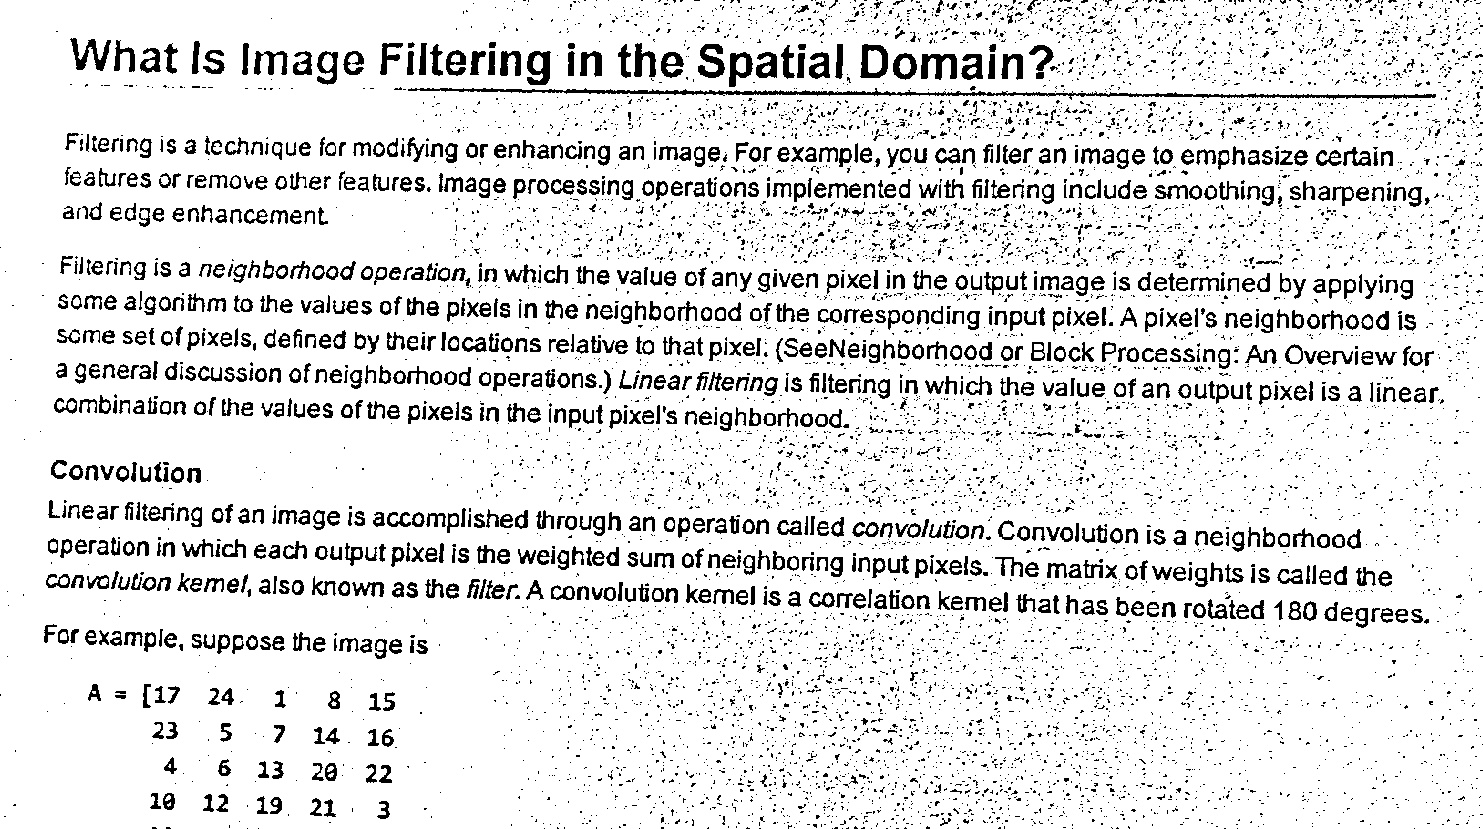 What Is Image Filtering in the Spatial Domain?
Filtering is a technique for modifying or enhancing an image. For example, you can filter an image to emphasize certain
features or remove other features. Image processing operations implemented with filtering include smoothing, sharpening,
and edge enhancement.
Filtering is a neighborhood operation, in which the value of any given pixel in the output image is determined by applying
some algorithm to the values of the pixels in the neighborhood of the corresponding input pixel. A pixel's neighborhood is
some set of pixels, defined by their locations relative to that pixel. (SeeNeighborhood or Block Processing: An Overview for
a general discussion of neighborhood operations.) Linear filtering is filtering in which the value of an output pixel is a linear
combination of the values of the pixels in the input pixel's neighborhood.
Convolution
Linear filtering of an image is accomplished through an operation called convolution. Convolution is a neighborhood
operation in which each output pixel is the weighted sum of neighboring input pixels. The matrix of weights is called the
convolution kernel, also known as the filter. A convolution kernel is a correlation kernel that has been rotated 180 degrees.
For example, suppose the image is
A = [17 24 1 8 15
23 5 7 14 16
4 6 13 20 22
10 12 19 21 3